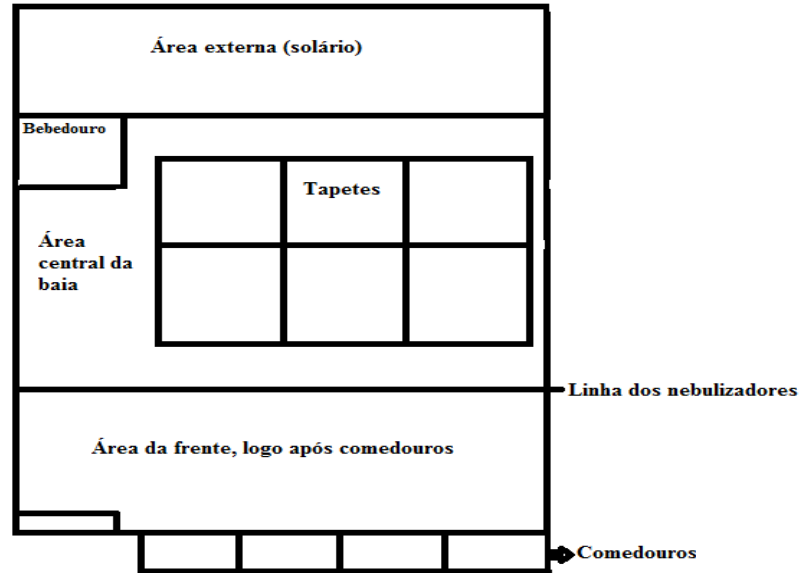 Área externa (solário)
Bebedouro
Tapetes
Área
central da
baia
Linha dos nebulizadores
Área da frente, logo após comedouros
Comedouros